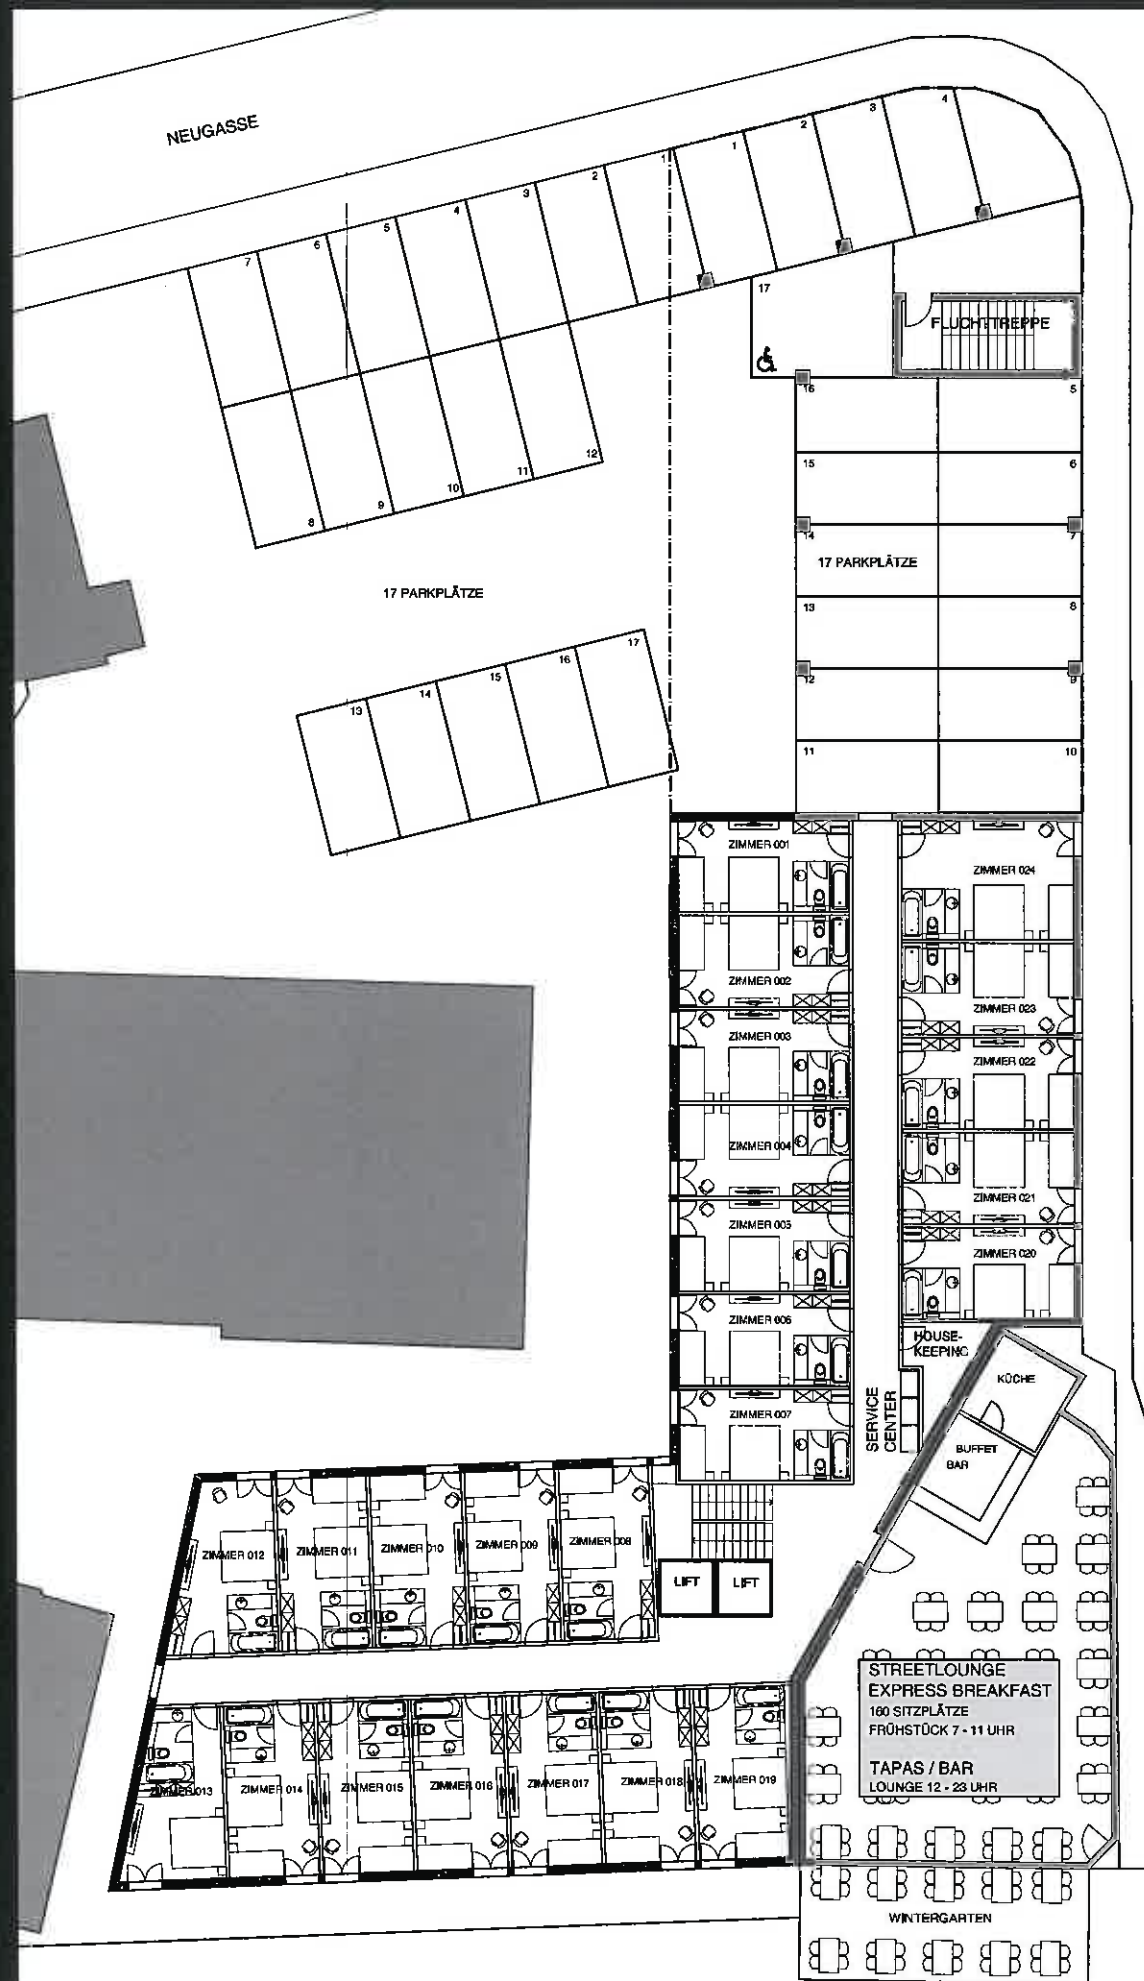 NEUGASSE
4
3
2
1
1
2
3
4
5
6
7
17
FLUCHTTREPPE
16
5
15
6
14
7
17 PARKPLÄTZE
13
8
12
9
11
10
12
11
10
9
8
17 PARKPLÄTZE
17
16
15
14
13
ZIMMER 001
ZIMMER 024
ZIMMER 002
ZIMMER 023
ZIMMER 003
ZIMMER 022
ZIMMER 004
ZIMMER 021
ZIMMER 005
ZIMMER 020
ZIMMER 006
HOUSE-
KEEPING
KÜCHE
ZIMMER 007
SERVICE
CENTER
BUFFET
BAR
ZIMMER 012
ZIMMER 011
ZIMMER 010
ZIMMER 009
ZIMMER 008
LIFT
LIFT
STREETLOUNGE
EXPRESS BREAKFAST
160 SITZPLÄTZE
FRÜHSTÜCK 7 - 11 UHR
TAPAS / BAR
LOUNGE 12 - 23 UHR
ZIMMER 013
ZIMMER 014
ZIMMER 015
ZIMMER 016
ZIMMER 017
ZIMMER 018
ZIMMER 019
WINTERGARTEN